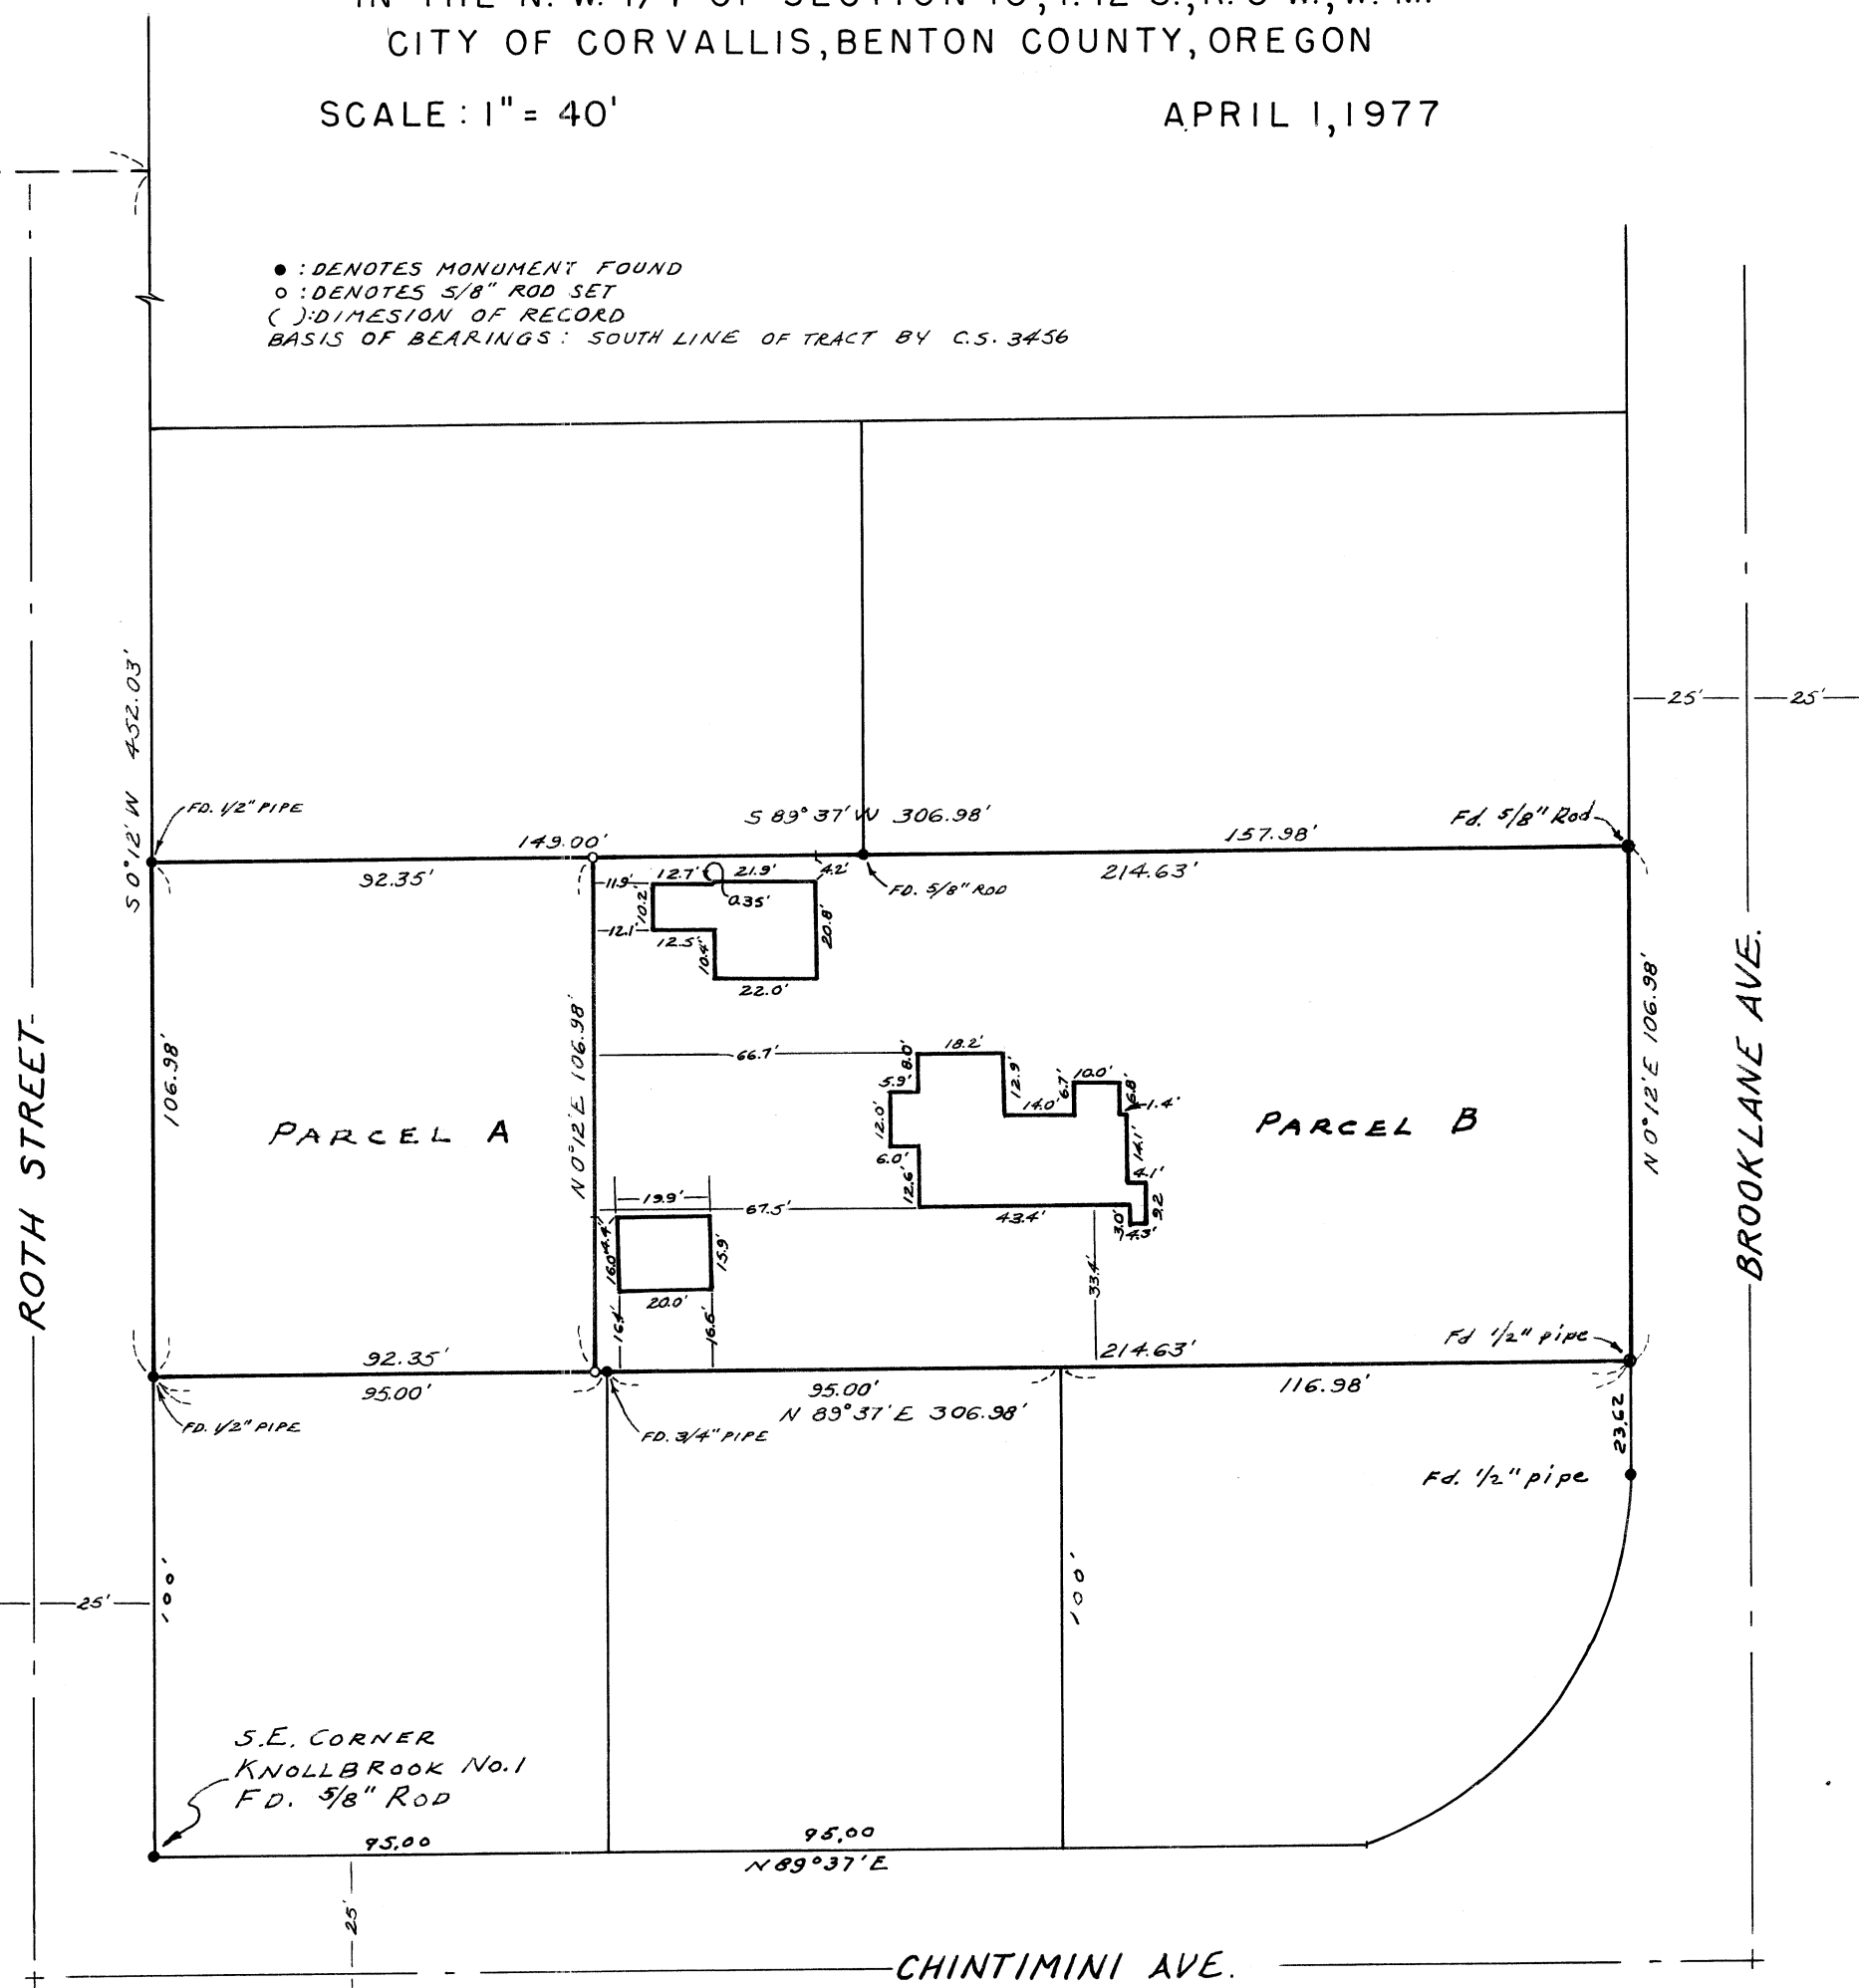 CITY OF CORVALLIS, BENTON COUNTY, OREGON
SCALE: 1" = 40'
APRIL 1, 1977
● : DENOTES MONUMENT FOUND
○ : DENOTES 5/8" ROD SET
( ): DIMESION OF RECORD
BASIS OF BEARINGS: SOUTH LINE OF TRACT BY C.S. 3456
S 0°12' W 452.03'
25'
25'
FD. 1/2" PIPE
S 89°37' W 306.98'
Fd. 5/8" Rod
149.00'
157.98'
92.35'
214.63'
FD. 5/8" ROD
11.9'
12.7'
21.9'
4.2'
0.35'
10.2'
12.1'
12.5'
10.4'
20.8'
22.0'
106.98'
N 0°12' E 106.98'
N 0°12' E 106.98'
66.7'
8.0'
18.2'
5.9'
12.9'
14.0'
6.7'
10.0'
6.8'
1.4'
12.0'
6.0'
12.6'
14.1'
4.1'
9.2
43.4'
3.0'
4.3'
67.5'
33.4'
PARCEL A
PARCEL B
ROTH STREET
BROOKLANE AVE.
19.9'
4.4'
16.0'
15.9'
20.0'
16.6'
92.35'
214.63'
Fd 1/2" pipe
95.00'
95.00'
116.98'
N 89°37' E 306.98'
FD. 1/2" PIPE
FD. 3/4" PIPE
23.62
Fd. 1/2" pipe
100'
100'
25'
S.E. CORNER
KNOLLBROOK No. 1
FD. 5/8" ROD
95.00
95.00
N 89°37' E
25'
CHINTIMINI AVE.